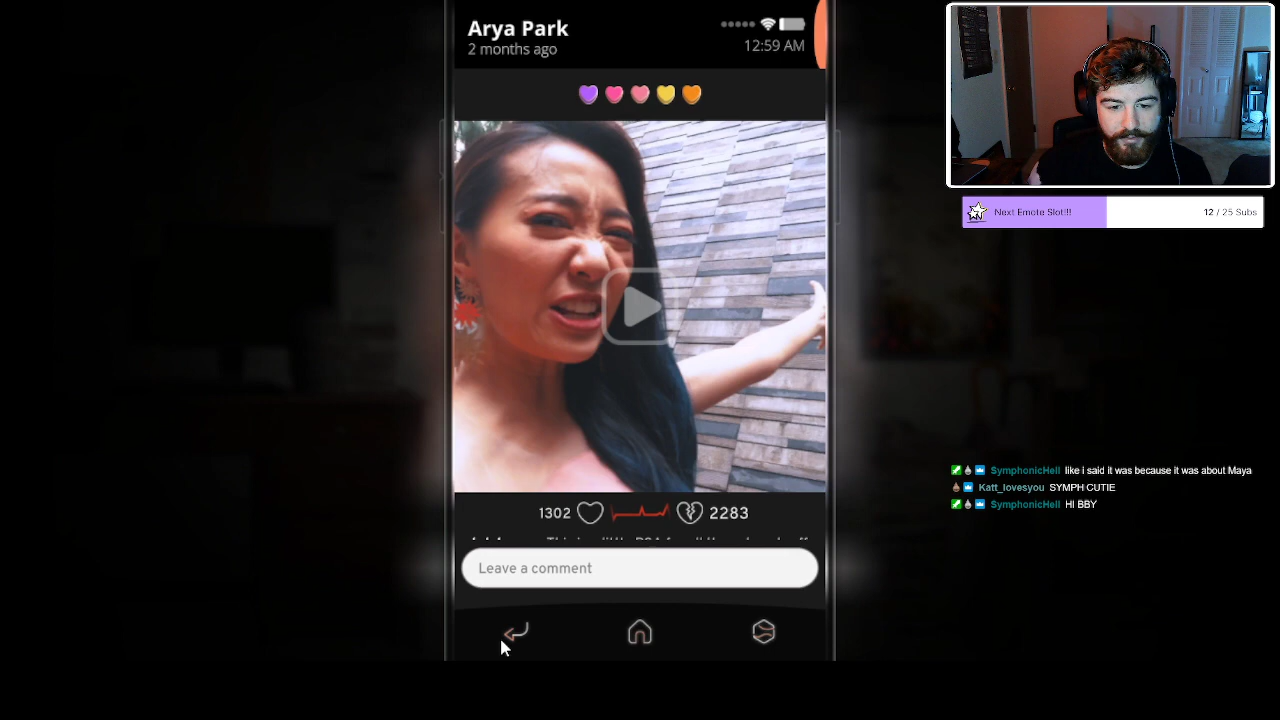 Arya Park
2 months ago
12:59 AM
1302
2283
Leave a comment
Next Emote Slot!!!
12 / 25 Subs
SymphonicHell like i said it was because it was about Maya
Katt_lovesyou SYMPH CUTIE
SymphonicHell HI BBY